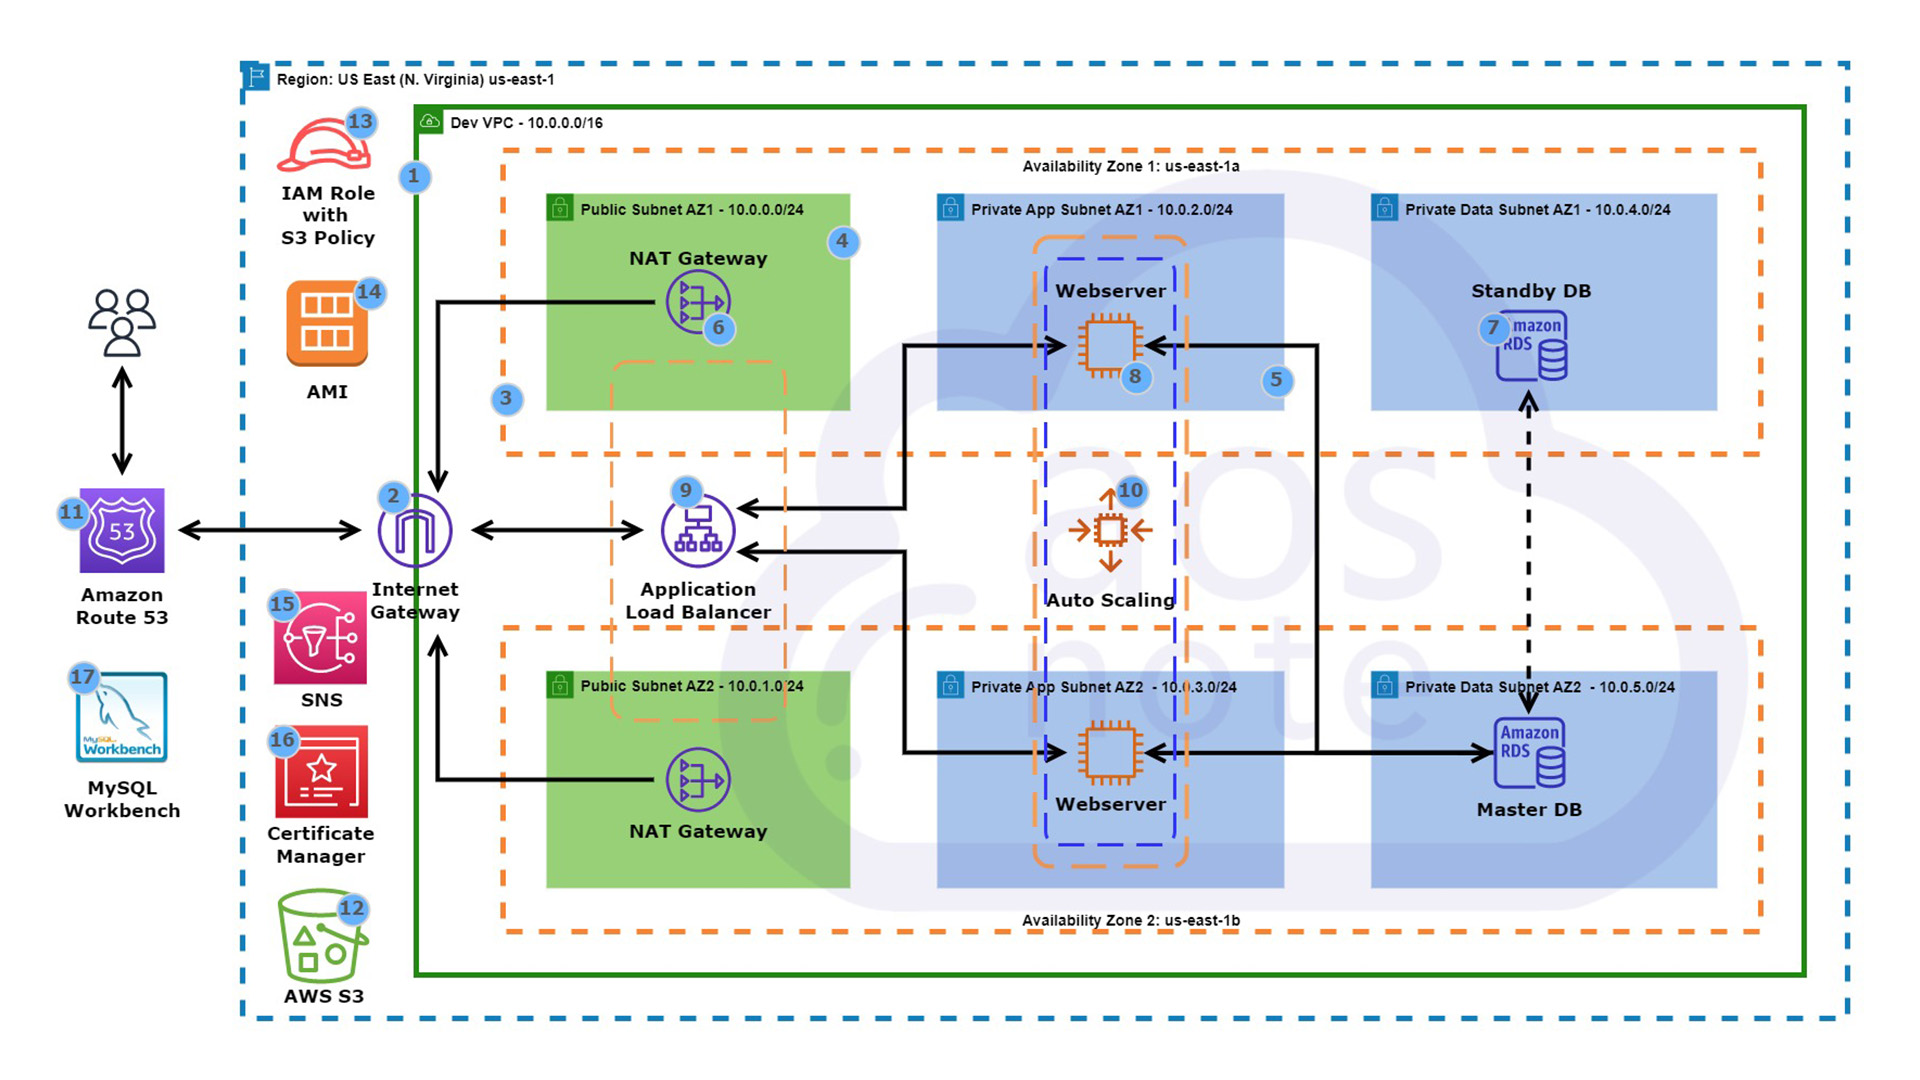 Region: US East (N. Virginia) us-east-1
13
IAM Role
with
S3 Policy
Dev VPC - 10.0.0.0/16
1
Availability Zone 1: us-east-1a
Public Subnet AZ1 - 10.0.0.0/24
4
NAT Gateway
6
3
Private App Subnet AZ1 - 10.0.2.0/24
Webserver
8
5
Private Data Subnet AZ1 - 10.0.4.0/24
Standby DB
7
Amazon
RDS
14
AMI
11
53
Amazon
Route 53
2
Internet
Gateway
9
Application
Load Balancer
10
Auto Scaling
aos
note
15
SNS
17
MySQL
Workbench
MySQL
Workbench
16
Certificate
Manager
12
AWS S3
Public Subnet AZ2 - 10.0.1.0/24
NAT Gateway
Private App Subnet AZ2 - 10.0.3.0/24
Webserver
Private Data Subnet AZ2 - 10.0.5.0/24
Amazon
RDS
Master DB
Availability Zone 2: us-east-1b